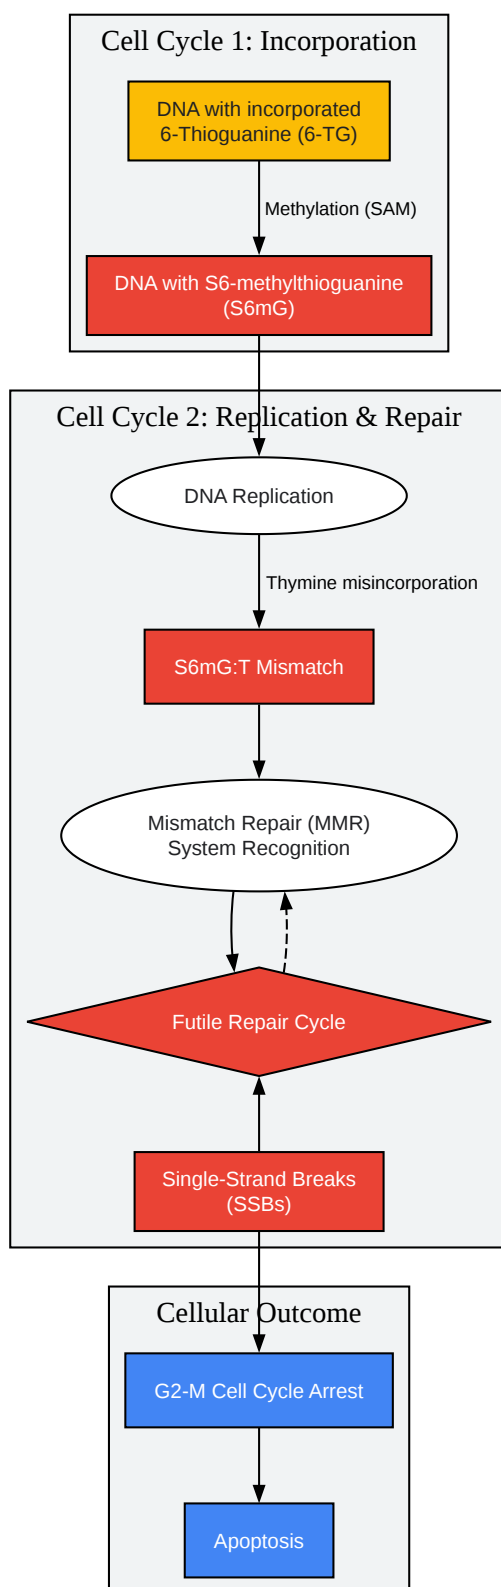 Cell Cycle 1: Incorporation
DNA with incorporated
6-Thioguanine (6-TG)
Methylation (SAM)
DNA with S6-methylthioguanine
(S6mG)
Cell Cycle 2: Replication & Repair
DNA Replication
Thymine misincorporation
S6mG:T Mismatch
Mismatch Repair (MMR)
System Recognition
Futile Repair Cycle
Single-Strand Breaks
(SSBs)
Cellular Outcome
G2-M Cell Cycle Arrest
Apoptosis